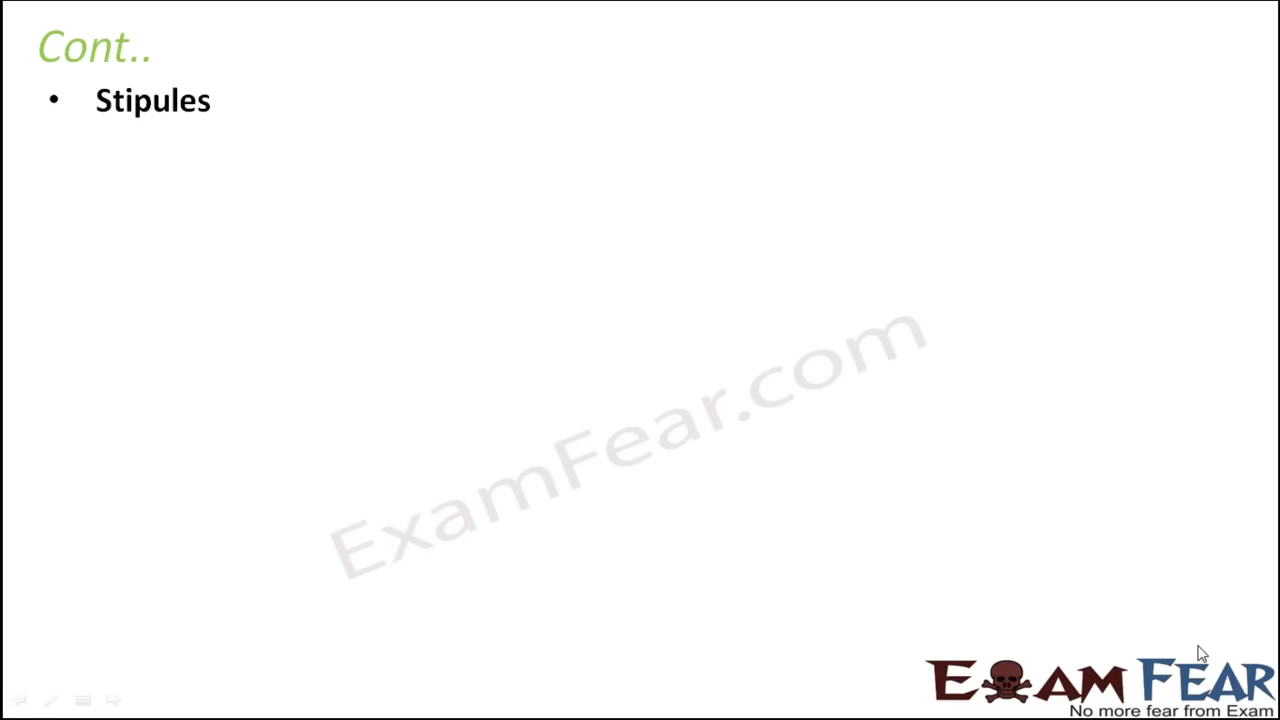 Cont..
• Stipules
ExamFear.com
EXAM FEAR
No more fear from Exam